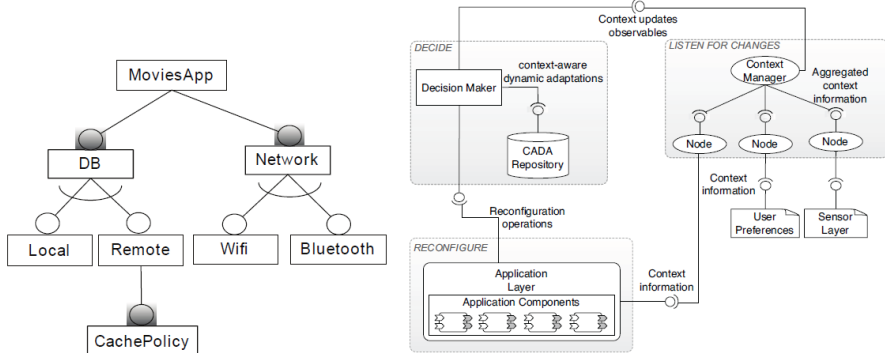 MoviesApp
DB
Network
Local
Remote
Wifi
Bluetooth
CachePolicy
Context updates
observables
DECIDE
Decision Maker
context-aware
dynamic adaptations
CADA
Repository
LISTEN FOR CHANGES
Context
Manager
Aggregated
context
information
Node
Node
Node
Context
information
User
Preferences
Sensor
Layer
Reconfiguration
operations
RECONFIGURE
Application
Layer
Application Components
Context
information